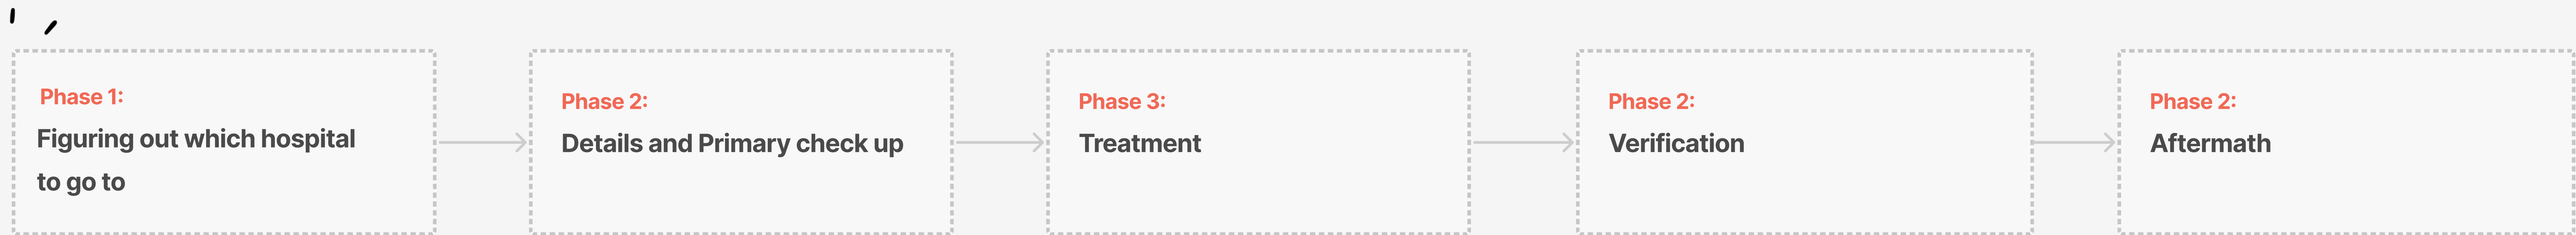 Phase 1:
Figuring out which hospital
to go to
Phase 2:
Details and Primary check up
Phase 3:
Treatment
Phase 2:
Verification
Phase 2:
Aftermath